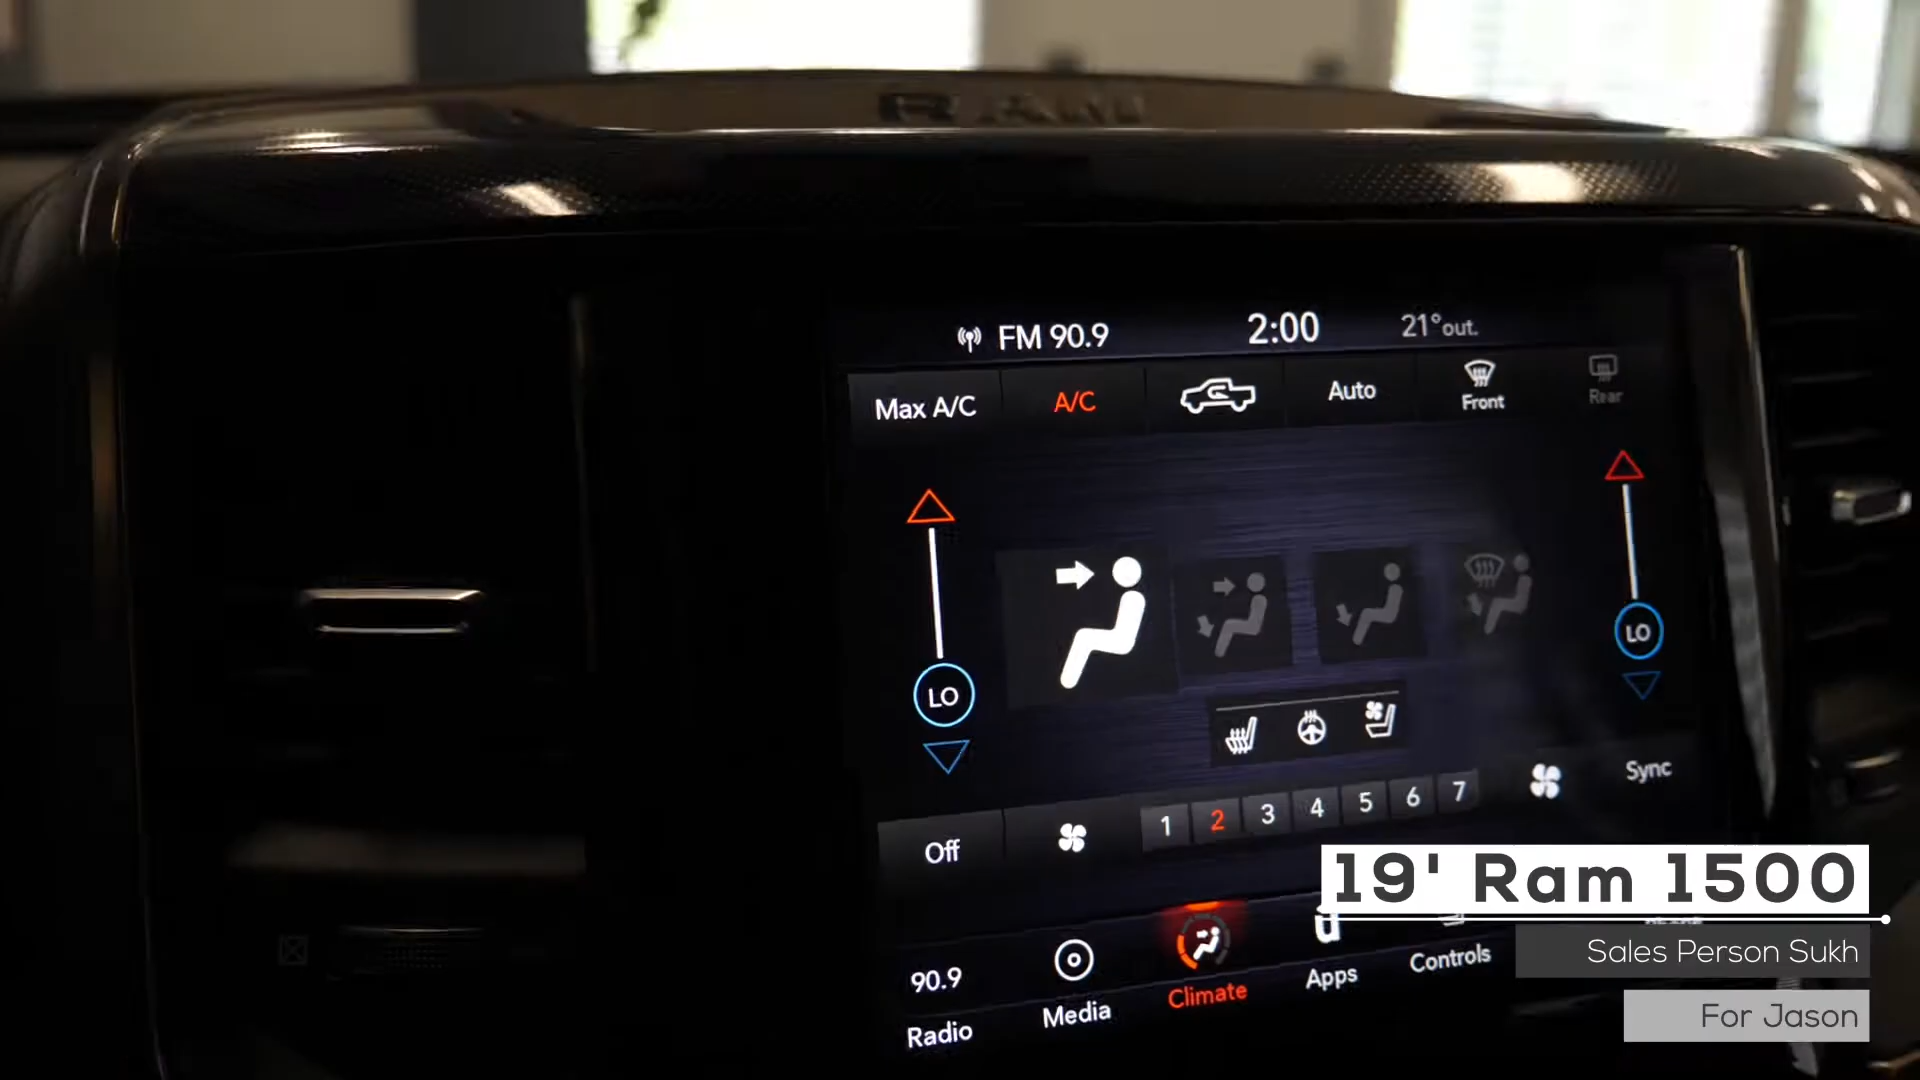 RAM
FM 90.9 2:00 21°out.
Max A/C A/C Auto Front Rear
LO LO
Sync
Off 1 2 3 4 5 6 7
19' Ram 1500
Sales Person Sukh
For Jason
90.9
Radio Media Climate Apps Controls